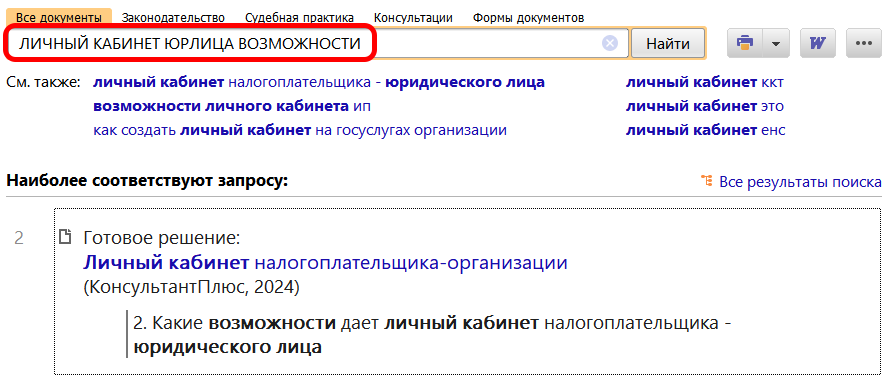 Все документы Законодательство Судебная практика Консультации Формы документов
ЛИЧНЫЙ КАБИНЕТ ЮРЛИЦА ВОЗМОЖНОСТИ Найти W
См. также: личный кабинет налогоплательщика - юридического лица личный кабинет ккт
возможности личного кабинета ип личный кабинет это
как создать личный кабинет на госуслугах организации личный кабинет енс
Наиболее соответствуют запросу: Все результаты поиска
2 Готовое решение:
Личный кабинет налогоплательщика-организации
(КонсультантПлюс, 2024)
2. Какие возможности дает личный кабинет налогоплательщика -
юридического лица